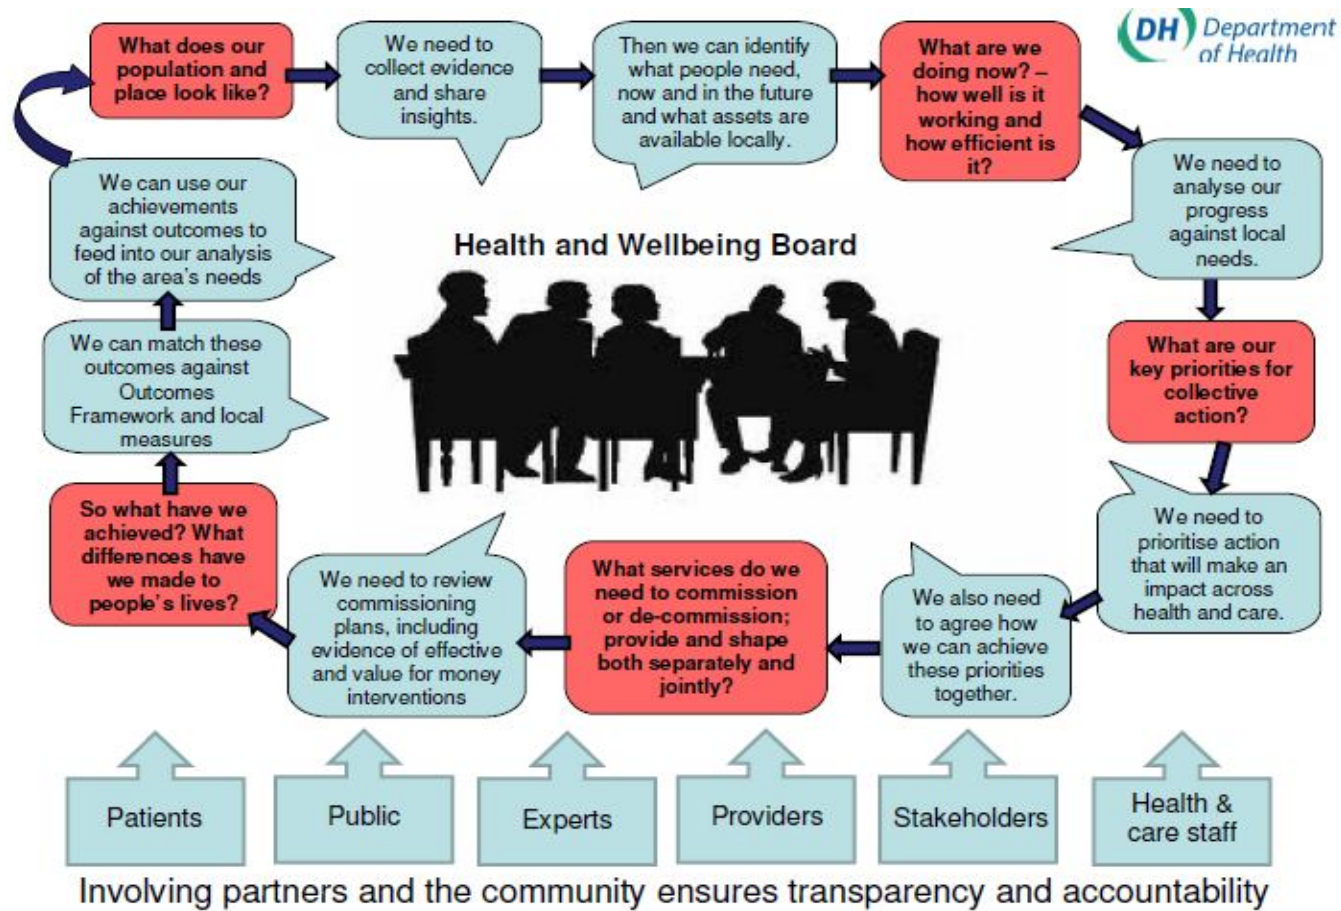 DH Department
of Health
What does our
population and
place look like?
We need to
collect evidence
and share
insights.
Then we can identify
what people need,
now and in the future
and what assets are
available locally.
What are we
doing now? –
how well is it
working and
how efficient is
it?
We need to
analyse our
progress
against local
needs.
What are our
key priorities for
collective
action?
We need to
prioritise action
that will make an
impact across
health and care.
We also need
to agree how
we can achieve
these priorities
together.
What services do we
need to commission
or de-commission;
provide and shape
both separately and
jointly?
We need to review
commissioning
plans, including
evidence of effective
and value for money
interventions
So what have we
achieved? What
differences have
we made to
people's lives?
We can match these
outcomes against
Outcomes
Framework and local
measures
We can use our
achievements
against outcomes to
feed into our analysis
of the area's needs
Health and Wellbeing Board
Patients
Public
Experts
Providers
Stakeholders
Health &
care staff
Involving partners and the community ensures transparency and accountability